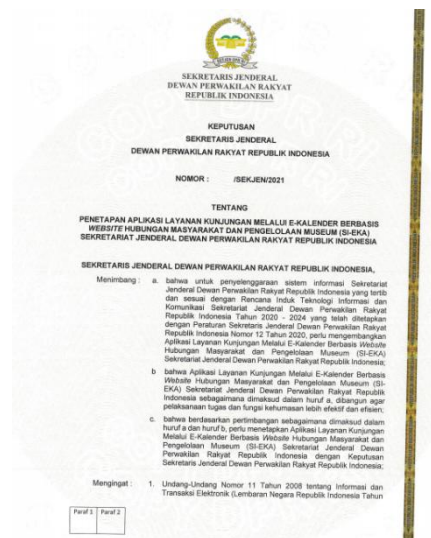 SEKRETARIS JENDERAL
DEWAN PERWAKILAN RAKYAT
REPUBLIK INDONESIA
KEPUTUSAN
SEKRETARIS JENDERAL
DEWAN PERWAKILAN RAKYAT REPUBLIK INDONESIA
NOMOR : /SEKJEN/2021
TENTANG
PENETAPAN APLIKASI LAYANAN KUNJUNGAN MELALUI E-KALENDER BERBASIS
WEBSITE HUBUNGAN MASYARAKAT DAN PENGELOLAAN MUSEUM (SI-EKA)
SEKRETARIAT JENDERAL DEWAN PERWAKILAN RAKYAT REPUBLIK INDONESIA
SEKRETARIS JENDERAL DEWAN PERWAKILAN RAKYAT REPUBLIK INDONESIA,
Menimbang : a. bahwa untuk penyelenggaraan sistem informasi Sekretariat
Jenderal Dewan Perwakilan Rakyat Republik Indonesia yang tertib
dan sesuai dengan Rencana Induk Teknologi Informasi dan
Komunikasi Sekretariat Jenderal Dewan Perwakilan Rakyat
Republik Indonesia Tahun 2020 - 2024 yang telah ditetapkan
dengan Peraturan Sekretaris Jenderal Dewan Perwakilan Rakyat
Republik Indonesia Nomor 12 Tahun 2020, perlu mengembangkan
Aplikasi Layanan Kunjungan Melalui E-Kalender Berbasis Website
Hubungan Masyarakat dan Pengelolaan Museum (SI-EKA)
Sekretariat Jenderal Dewan Perwakilan Rakyat Republik Indonesia;
b bahwa Aplikasi Layanan Kunjungan Melalui E-Kalender Berbasis
Website Hubungan Masyarakat dan Pengelolaan Museum (SI-
EKA) Sekretariat Jenderal Dewan Perwakilan Rakyat Republik
Indonesia sebagaimana dimaksud dalam huruf a, dibangun agar
pelaksanaan tugas dan fungsi kehumasan lebih efektif dan efisien;
c. bahwa berdasarkan pertimbangan sebagaimana dimaksud dalam
huruf a dan huruf b, perlu menetapkan Aplikasi Layanan Kunjungan
Melalui E-Kalender Berbasis Website Hubungan Masyarakat dan
Pengelolaan Museum (SI-EKA) Sekretariat Jenderal Dewan
Perwakilan Rakyat Republik Indonesia dengan Keputusan
Sekretaris Jenderal Dewan Perwakilan Rakyat Republik Indonesia;
Mengingat : 1. Undang-Undang Nomor 11 Tahun 2008 tentang Informasi dan
Transaksi Elektronik (Lembaran Negara Republik Indonesia Tahun
Paraf 1 Paraf 2